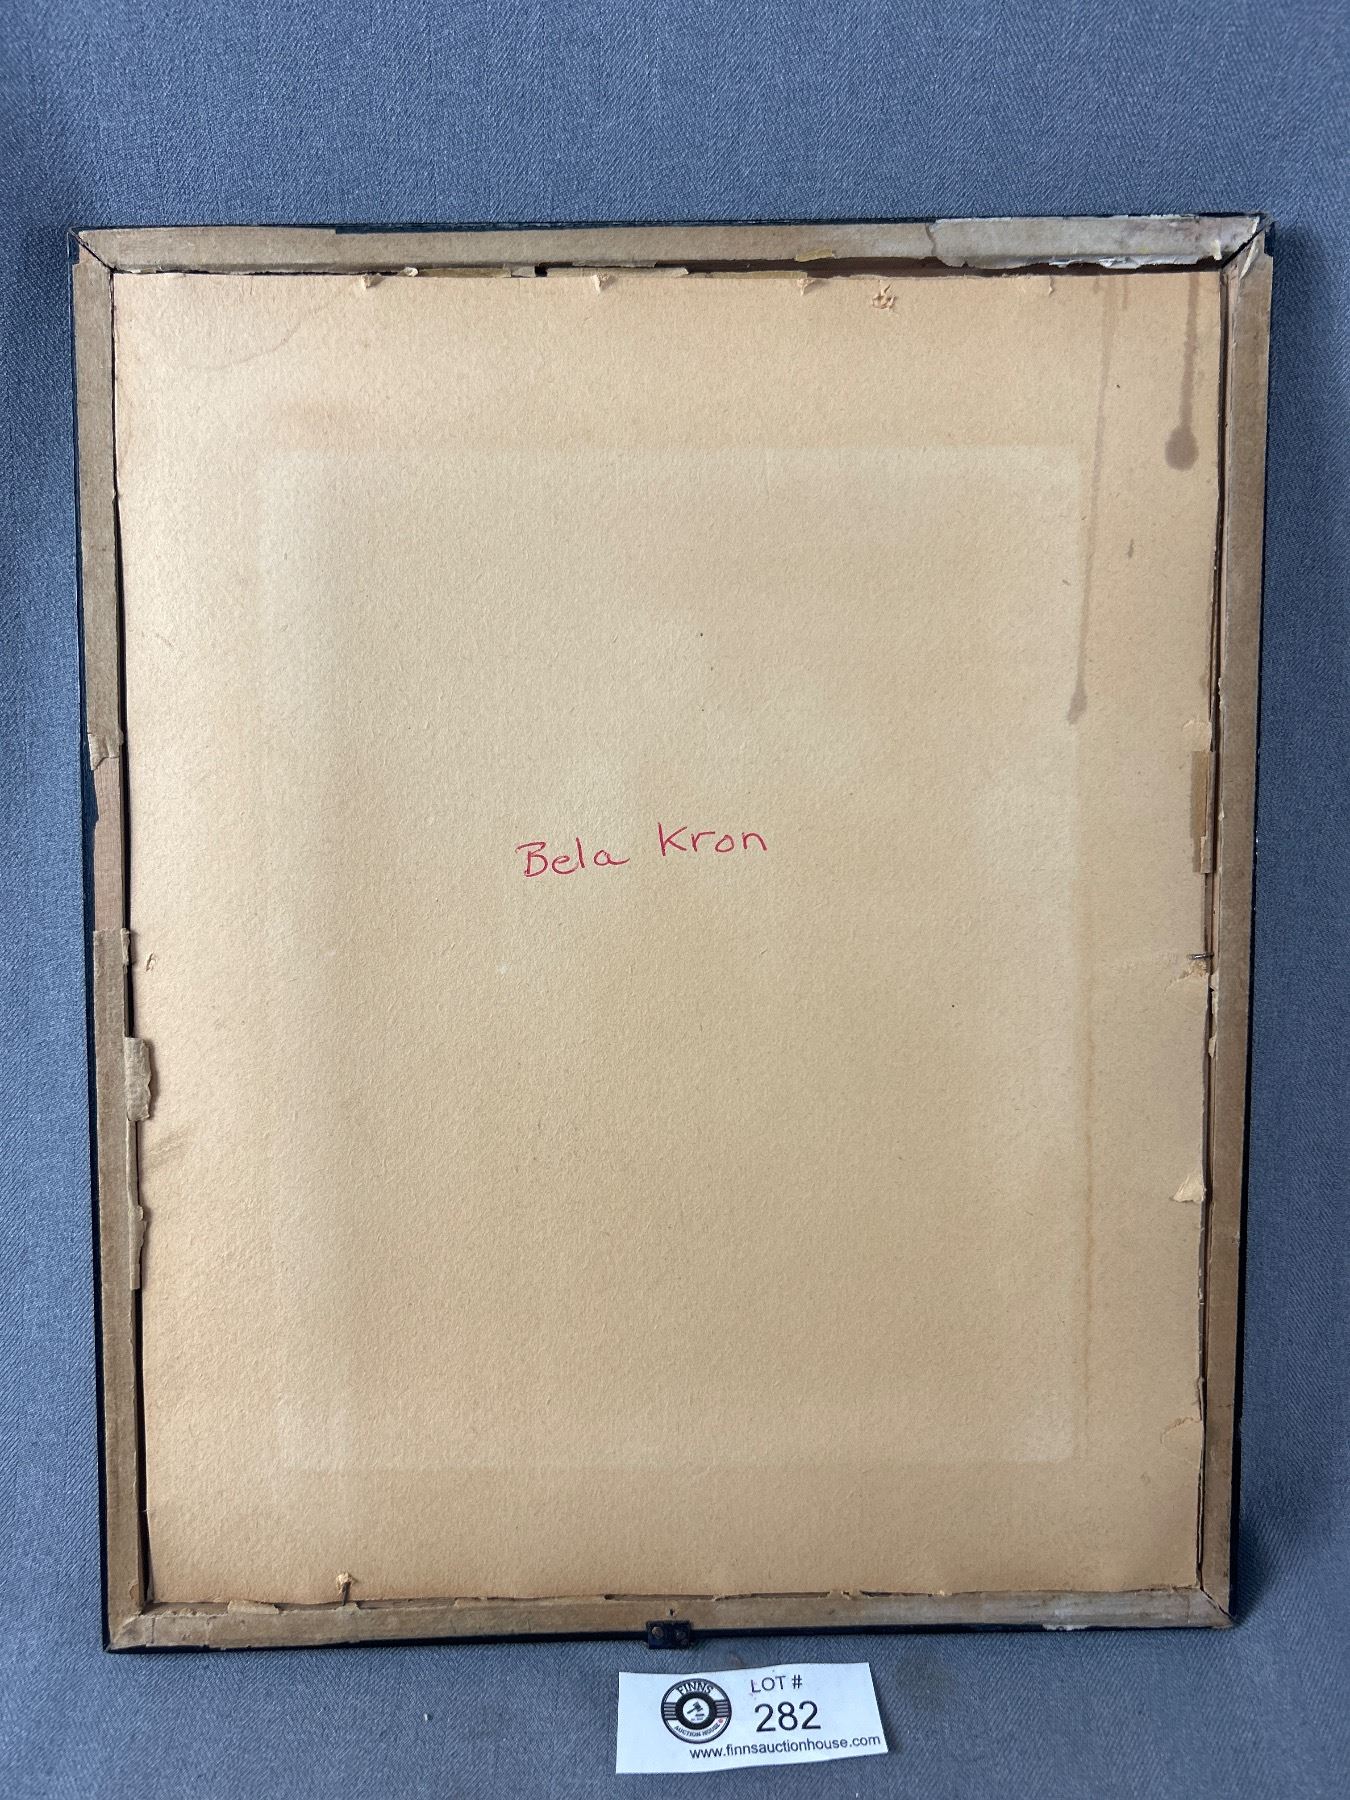 Bela Kron
FINNS
AUCTION HOUSE
LOT #
282
www.finnsauctionhouse.com